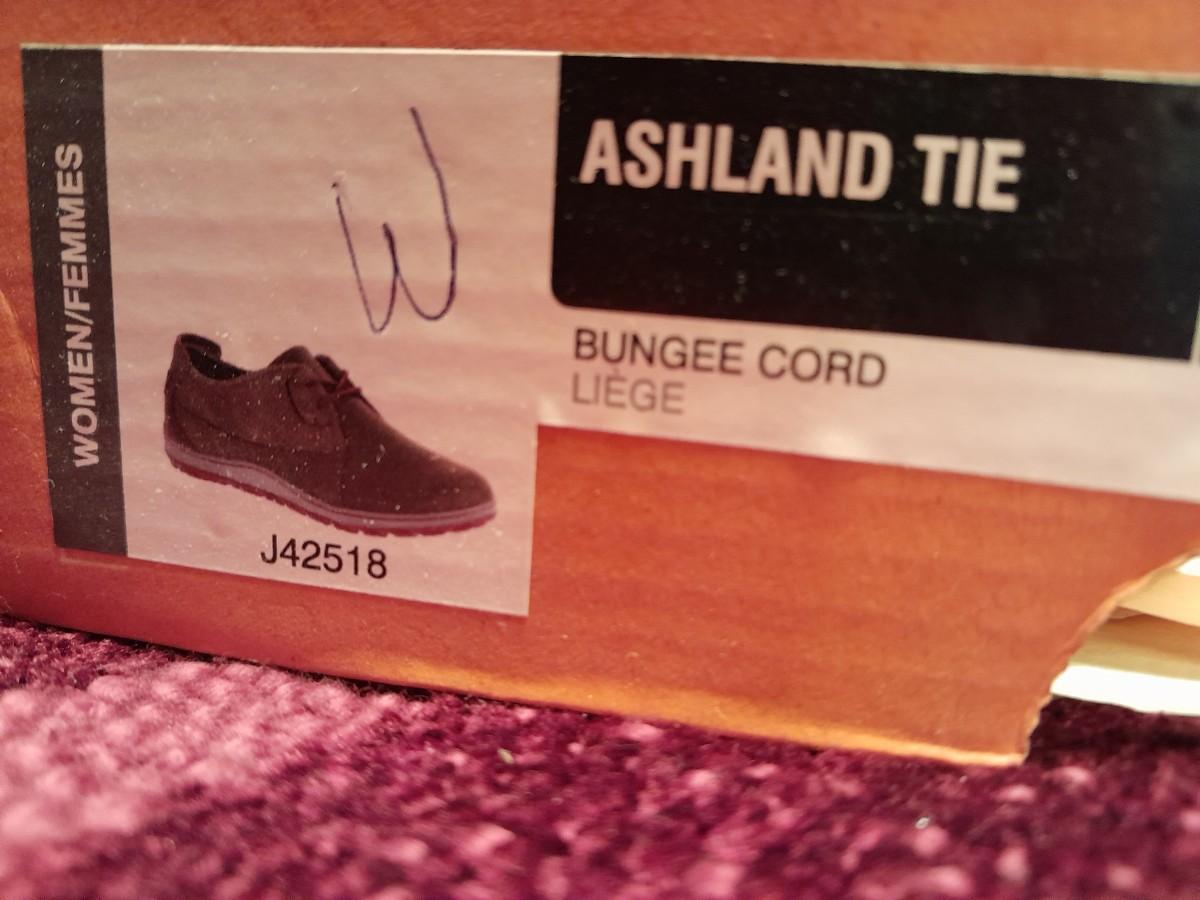 WOMEN/FEMMES
W
J42518
ASHLAND TIE
BUNGEE CORD
LIÈGE